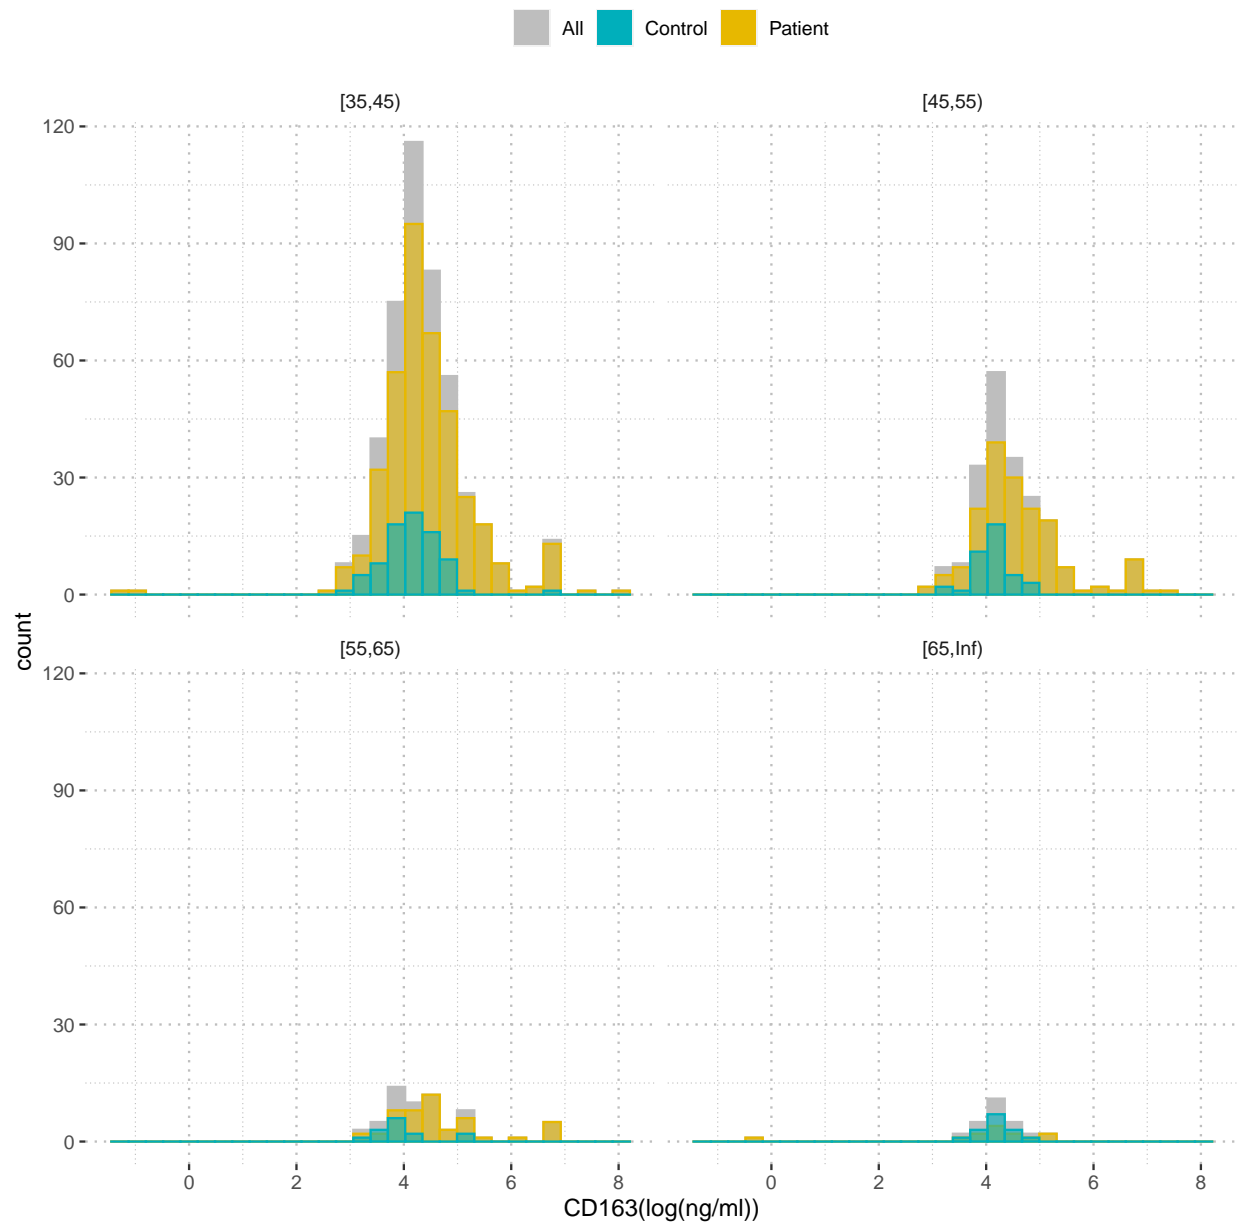 All Control Patient
[35,45) [45,55)
120
90
60
30
0
count
[55,65) [65,Inf)
120
90
60
30
0
0 2 4 6 8 0 2 4 6 8
CD163(log(ng/ml))